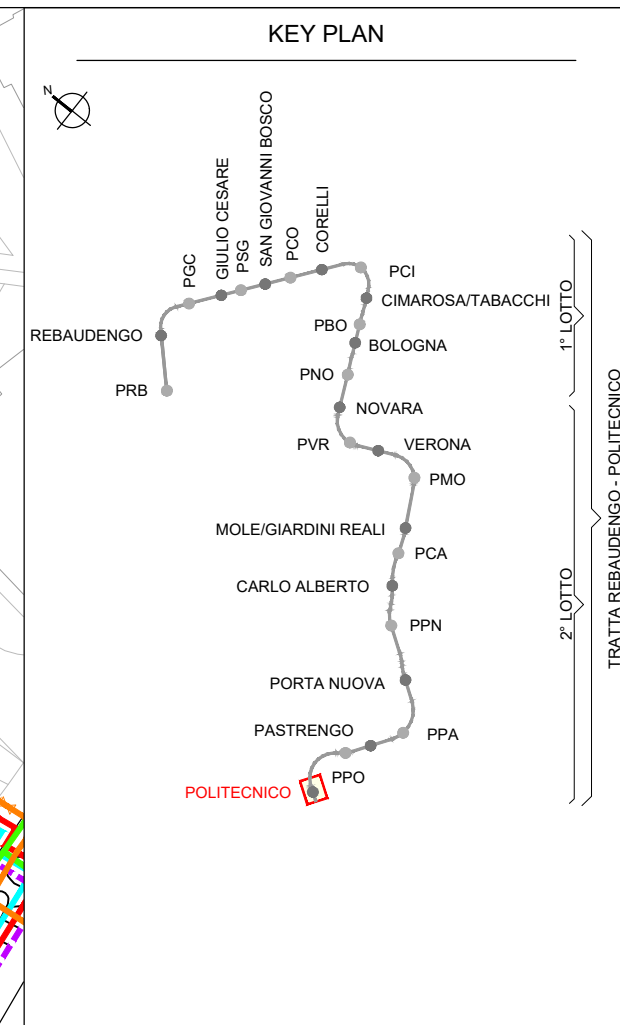 KEY PLAN
N
PGC
GIULIO CESARE
PSG
SAN GIOVANNI BOSCO
PCO
CORELLI
PCI
CIMAROSA/TABACCHI
REBAUDENGO
PBO
BOLOGNA
PRB
PNO
NOVARA
PVR
VERONA
PMO
MOLE/GIARDINI REALI
PCA
CARLO ALBERTO
PPN
PORTA NUOVA
PASTRENGO
PPA
PPO
POLITECNICO
1° LOTTO
2° LOTTO
TRATTA REBAUDENGO - POLITECNICO